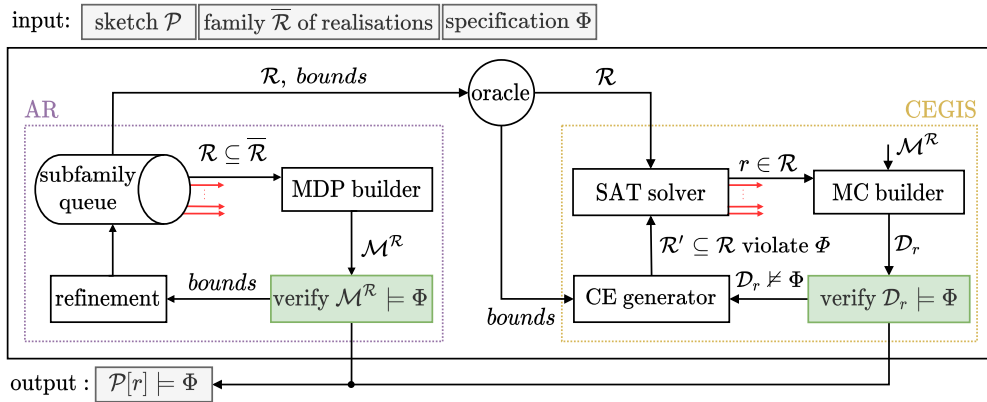 input: sketch 𝒫 family ℛ̅ of realisations specification Φ
ℛ, bounds
oracle
ℛ
AR
CEGIS
subfamily
queue
ℛ ⊆ ℛ̅
MDP builder
SAT solver
r ∈ ℛ
ℳ^ℛ
MC builder
ℳ^ℛ
ℛ′ ⊆ ℛ violate Φ
𝒟_r
refinement
bounds
verify ℳ^ℛ ⊨ Φ
bounds
CE generator
𝒟_r ⊭ Φ
verify 𝒟_r ⊨ Φ
output : 𝒫[r] ⊨ Φ